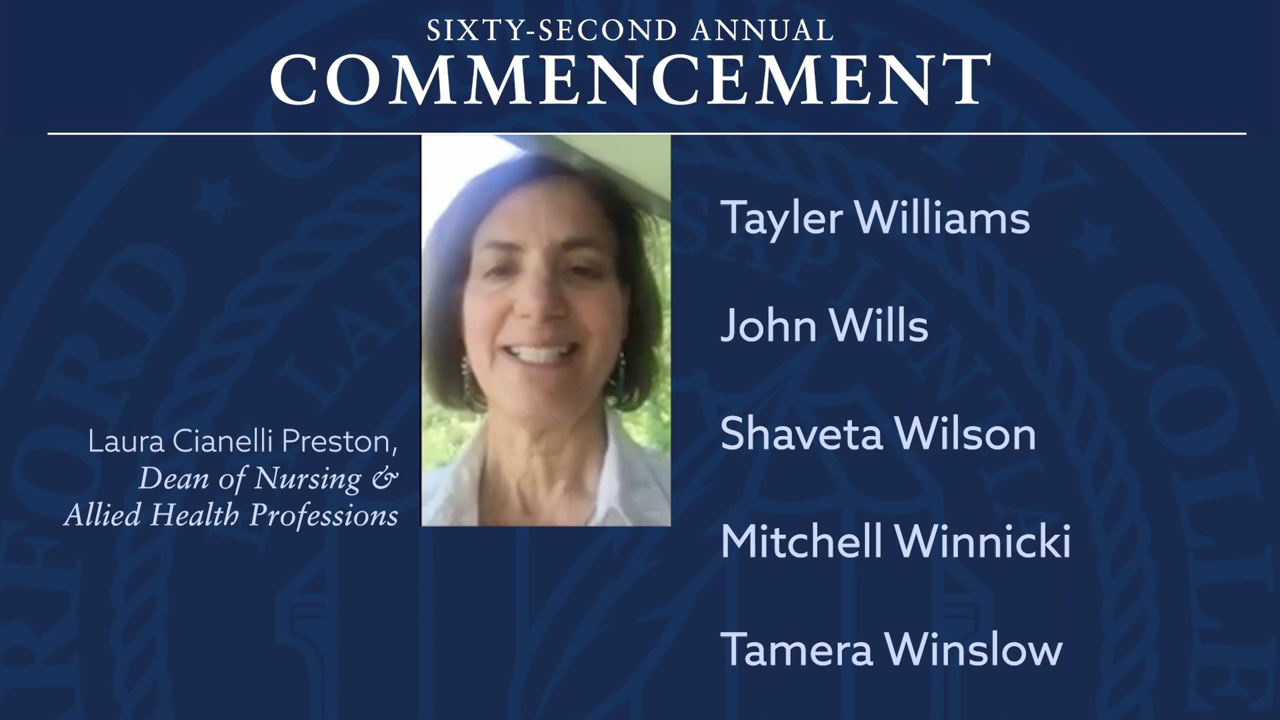 SIXTY-SECOND ANNUAL
COMMENCEMENT
Laura Cianelli Preston,
Dean of Nursing &
Allied Health Professions
Tayler Williams
John Wills
Shaveta Wilson
Mitchell Winnicki
Tamera Winslow